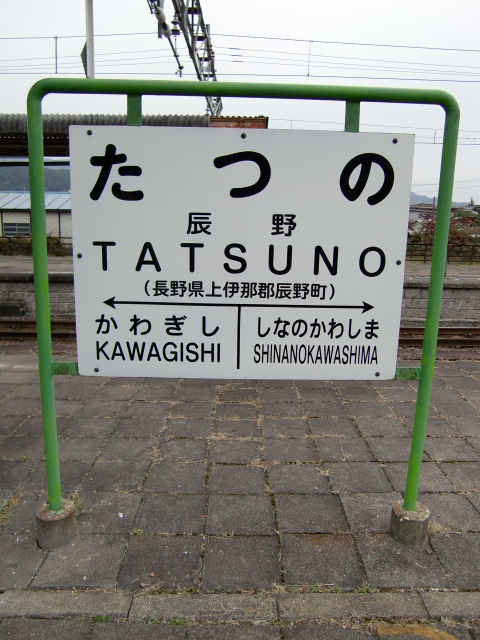 たつの
辰野
TATSUNO
(長野県上伊那郡辰野町)
かわぎし しなのかわしま
KAWAGISHI SHINANOKAWASHIMA